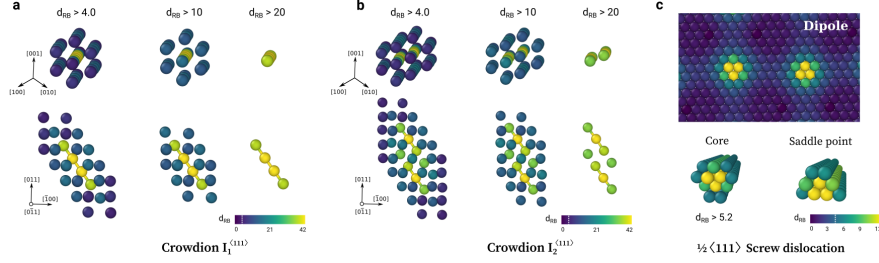 a
d_RB > 4.0
d_RB > 10
d_RB > 20
[001]
[100]
[010]
[011]
[1̄00]
[01̄1]
d_RB
0
21
42
Crowdion I₁^⟨111⟩
b
d_RB > 4.0
d_RB > 10
d_RB > 20
[001]
[100]
[010]
[011]
[1̄00]
[01̄1]
d_RB
0
21
42
Crowdion I₂^⟨111⟩
c
Dipole
Core
Saddle point
d_RB > 5.2
d_RB
0 3 6 9 12
½⟨111⟩ Screw dislocation